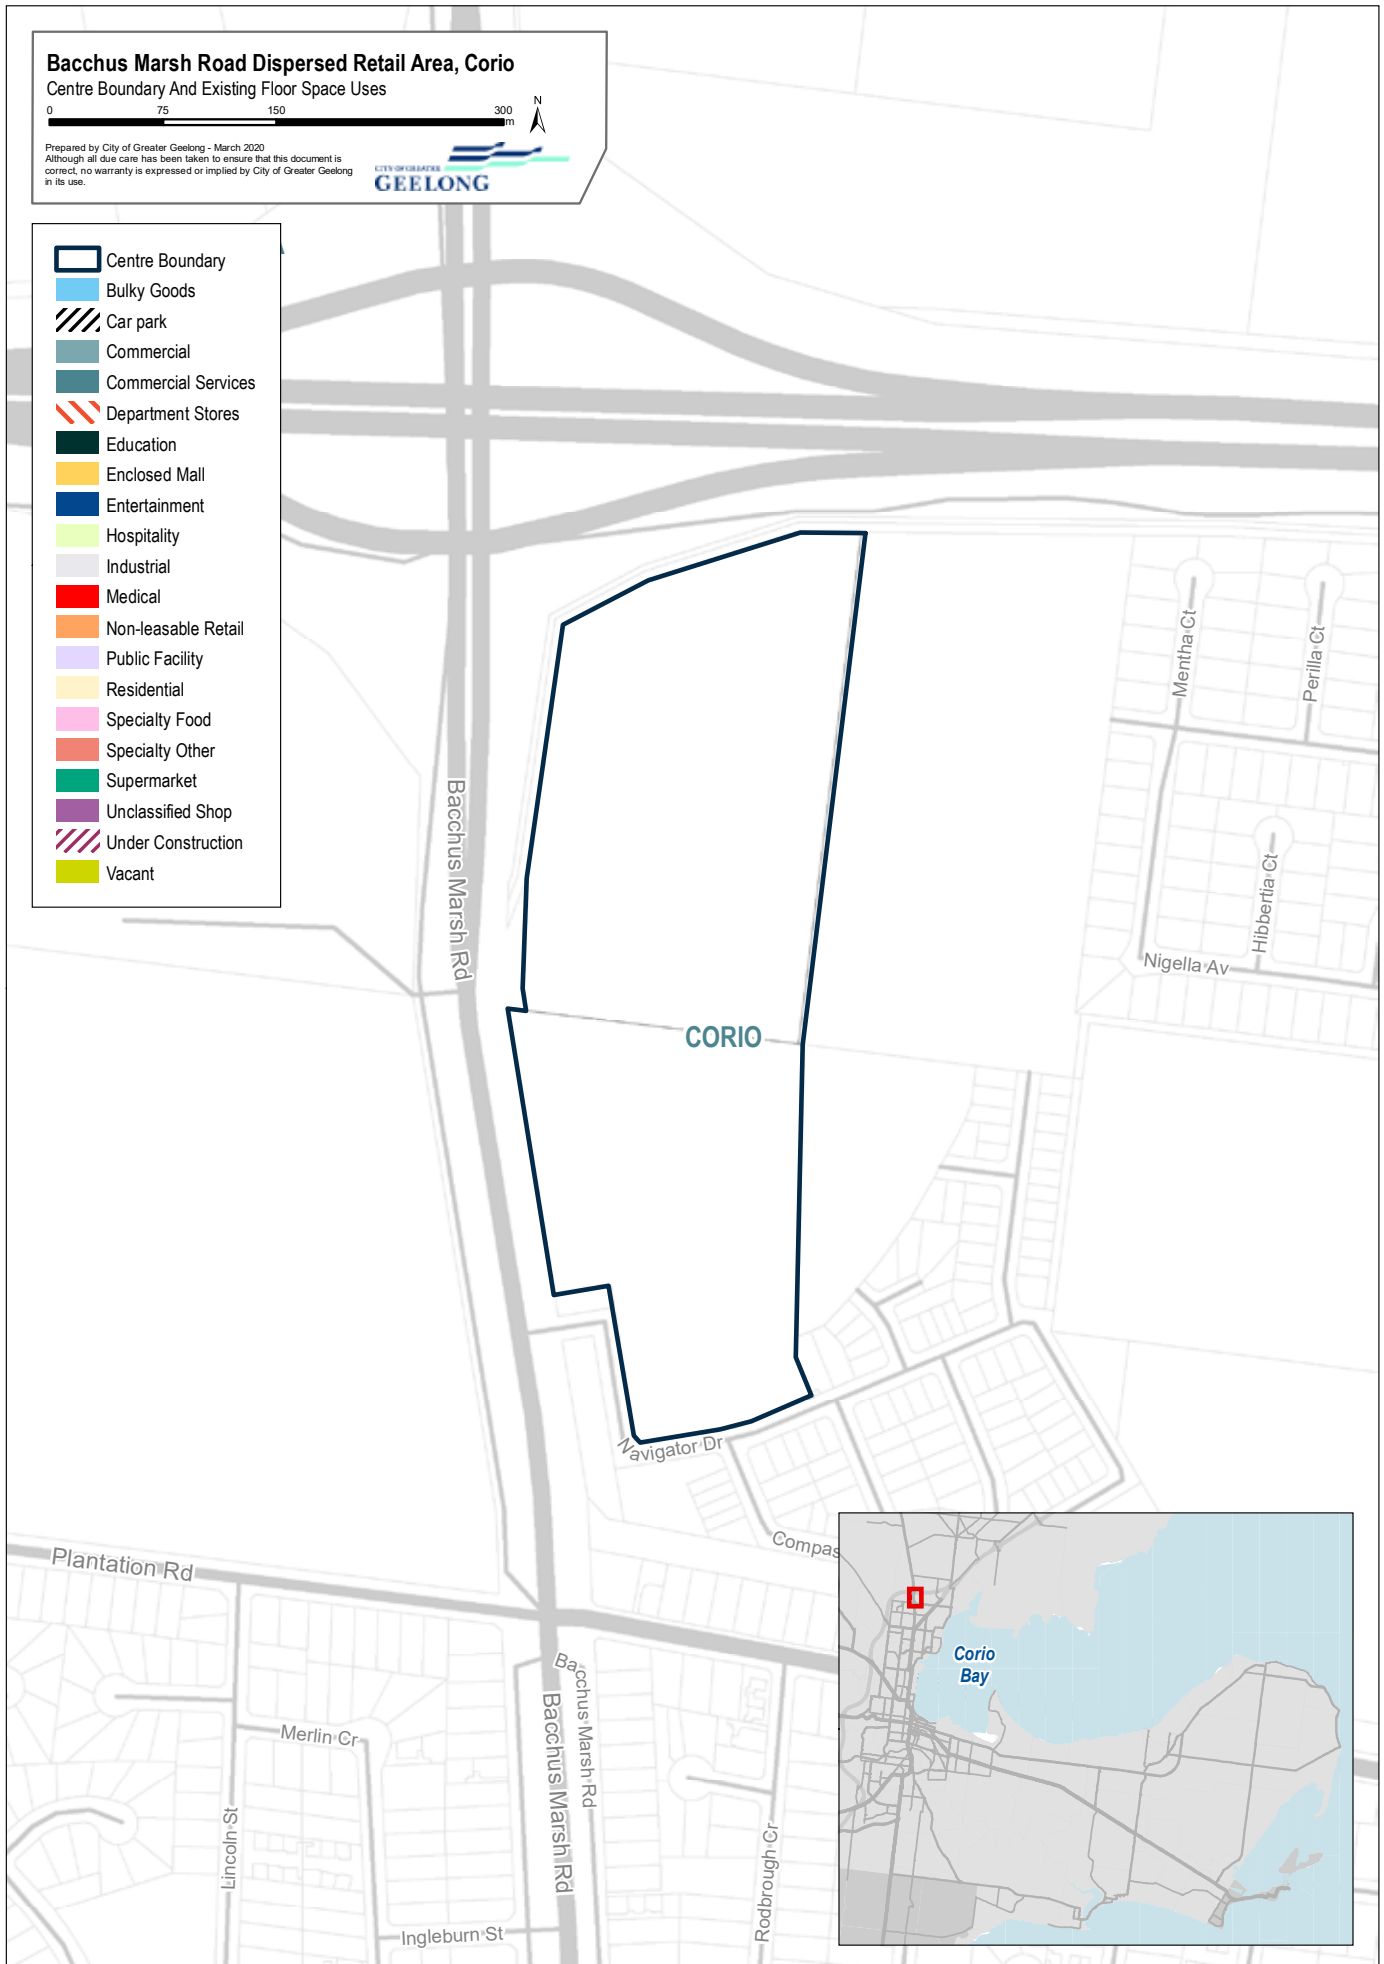 Bacchus Marsh Road Dispersed Retail Area, Corio
Centre Boundary And Existing Floor Space Uses
0 75 150 300
m
N
Prepared by City of Greater Geelong - March 2020
Although all due care has been taken to ensure that this document is
correct, no warranty is expressed or implied by City of Greater Geelong
in its use.
CITY OF GREATER
GEELONG
Centre Boundary
Bulky Goods
Car park
Commercial
Commercial Services
Department Stores
Education
Enclosed Mall
Entertainment
Hospitality
Industrial
Medical
Non-leasable Retail
Public Facility
Residential
Specialty Food
Specialty Other
Supermarket
Unclassified Shop
Under Construction
Vacant
Mentha Ct
Perilla Ct
Bacchus Marsh Rd
Hibbertia Ct
Nigella Av
CORIO
Navigator Dr
Compas
Plantation Rd
Corio
Bay
Bacchus Marsh Rd
Bacchus Marsh Rd
Merlin Cr
Lincoln St
Rodbrough Cr
Ingleburn St